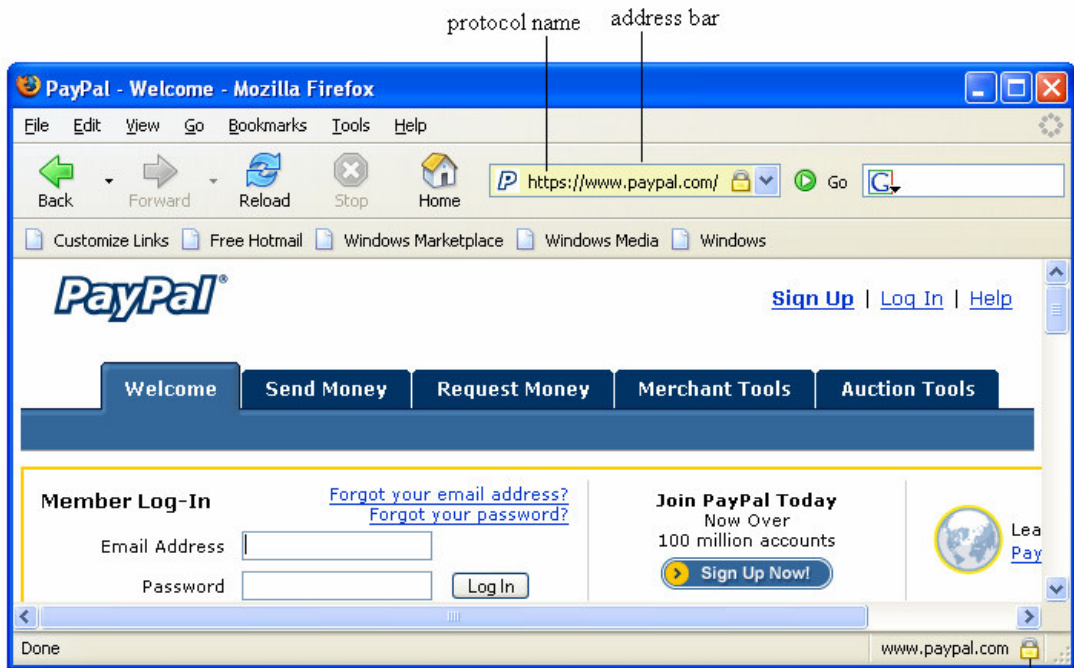 protocol name address bar
PayPal - Welcome - Mozilla Firefox
File Edit View Go Bookmarks Tools Help
https://www.paypal.com/ Go G
Back Forward Reload Stop Home
Customize Links Free Hotmail Windows Marketplace Windows Media Windows
PayPal®
Sign Up | Log In | Help
Welcome Send Money Request Money Merchant Tools Auction Tools
Member Log-In
Forgot your email address?
Forgot your password?
Email Address
Password Log In
Join PayPal Today
Now Over
100 million accounts
Sign Up Now!
Lea
Pay
Done www.paypal.com